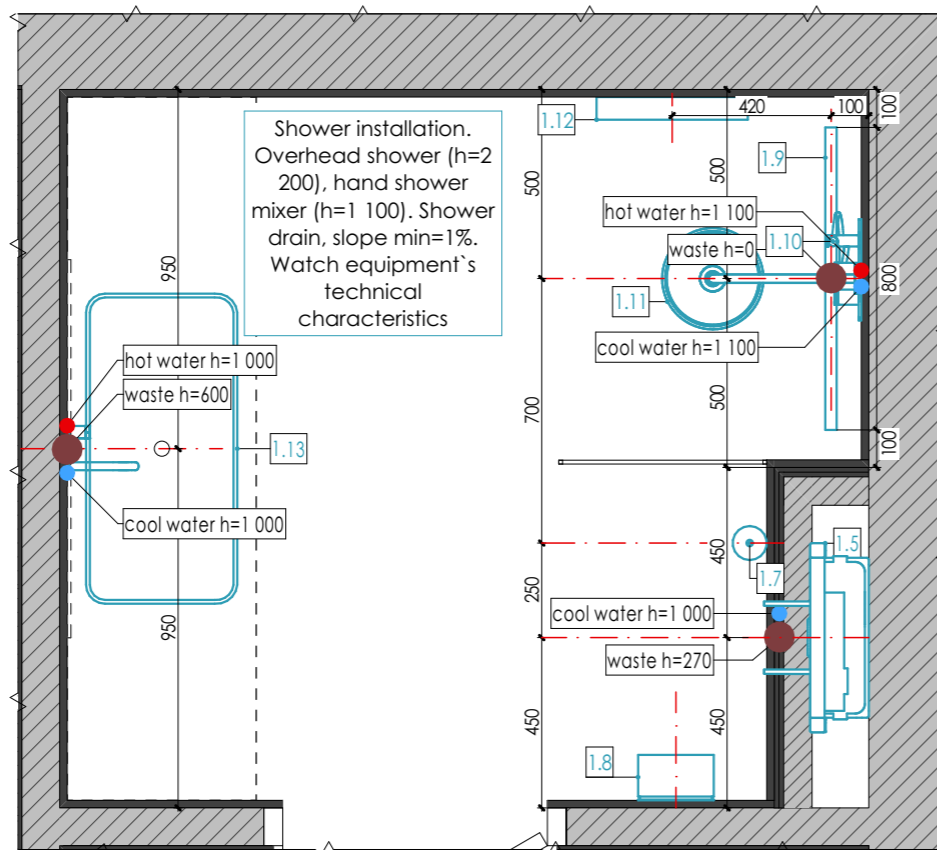 420
100
100
1.12
Shower installation.
Overhead shower (h=2
200), hand shower
mixer (h=1 100). Shower
drain, slope min=1%.
Watch equipment`s
technical
characteristics
1.9
500
500
hot water h=1 100
1.10
waste h=0
950
800
1.11
cool water h=1 100
hot water h=1 000
waste h=600
700
500
1.13
100
cool water h=1 000
450
1.5
1.7
250
cool water h=1 000
950
waste h=270
450
450
1.8